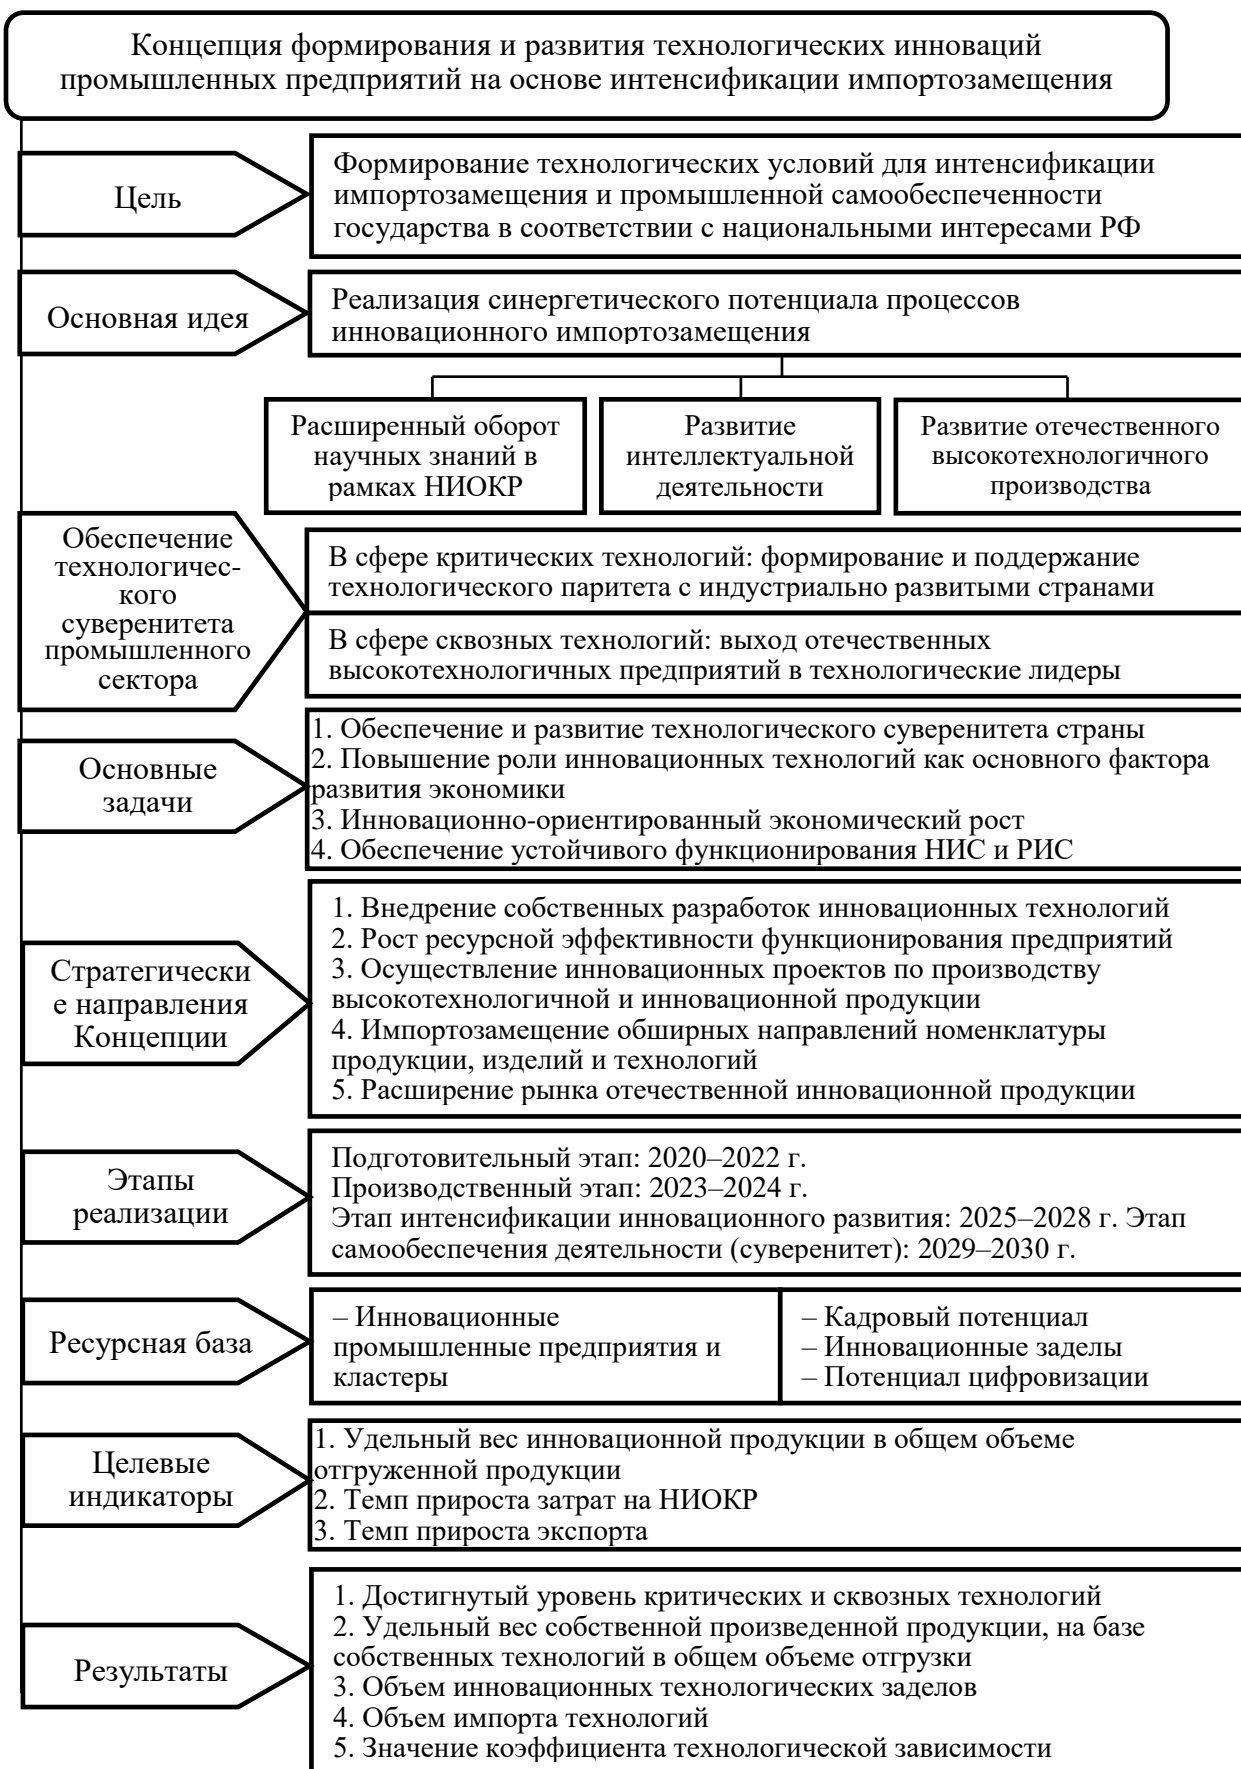 Концепция формирования и развития технологических инноваций
промышленных предприятий на основе интенсификации импортозамещения
Цель
Формирование технологических условий для интенсификации
импортозамещения и промышленной самообеспеченности
государства в соответствии с национальными интересами РФ
Основная идея
Реализация синергетического потенциала процессов
инновационного импортозамещения
Расширенный оборот
научных знаний в
рамках НИОКР
Развитие
интеллектуальной
деятельности
Развитие отечественного
высокотехнологичного
производства
Обеспечение
технологичес-
кого
суверенитета
промышленного
сектора
В сфере критических технологий: формирование и поддержание
технологического паритета с индустриально развитыми странами
В сфере сквозных технологий: выход отечественных
высокотехнологичных предприятий в технологические лидеры
Основные
задачи
1. Обеспечение и развитие технологического суверенитета страны
2. Повышение роли инновационных технологий как основного фактора
развития экономики
3. Инновационно-ориентированный экономический рост
4. Обеспечение устойчивого функционирования НИС и РИС
Стратегически
е направления
Концепции
1. Внедрение собственных разработок инновационных технологий
2. Рост ресурсной эффективности функционирования предприятий
3. Осуществление инновационных проектов по производству
высокотехнологичной и инновационной продукции
4. Импортозамещение обширных направлений номенклатуры
продукции, изделий и технологий
5. Расширение рынка отечественной инновационной продукции
Этапы
реализации
Подготовительный этап: 2020–2022 г.
Производственный этап: 2023–2024 г.
Этап интенсификации инновационного развития: 2025–2028 г. Этап
самообеспечения деятельности (суверенитет): 2029–2030 г.
Ресурсная база
– Инновационные
промышленные предприятия и
кластеры
– Кадровый потенциал
– Инновационные заделы
– Потенциал цифровизации
Целевые
индикаторы
1. Удельный вес инновационной продукции в общем объеме
отгруженной продукции
2. Темп прироста затрат на НИОКР
3. Темп прироста экспорта
Результаты
1. Достигнутый уровень критических и сквозных технологий
2. Удельный вес собственной произведенной продукции, на базе
собственных технологий в общем объеме отгрузки
3. Объем инновационных технологических заделов
4. Объем импорта технологий
5. Значение коэффициента технологической зависимости